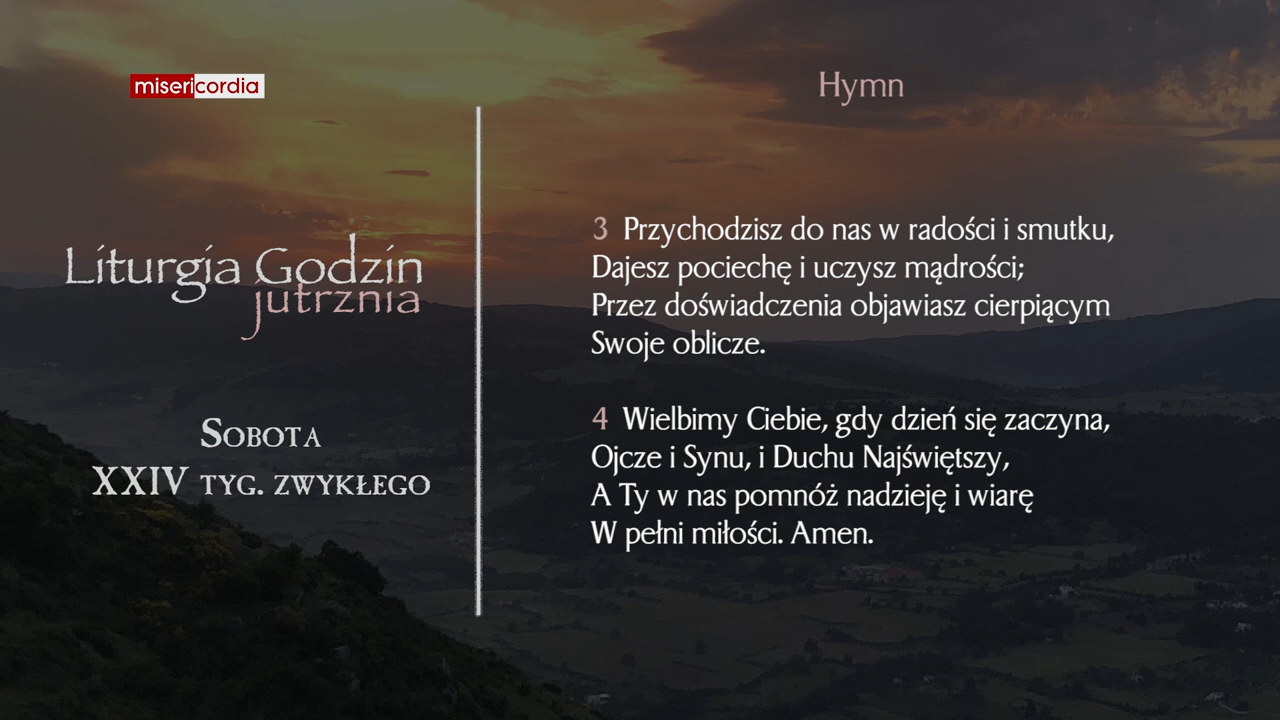 misericordia
Liturgia Godzin
jutrznia
Sobota
XXIV tyg. zwykłego
Hymn
3 Przychodzisz do nas w radości i smutku,
Dajesz pociechę i uczysz mądrości;
Przez doświadczenia objawiasz cierpiącym
Swoje oblicze.
4 Wielbimy Ciebie, gdy dzień się zaczyna,
Ojcze i Synu, i Duchu Najświętszy,
A Ty w nas pomnóż nadzieję i wiarę
W pełni miłości. Amen.